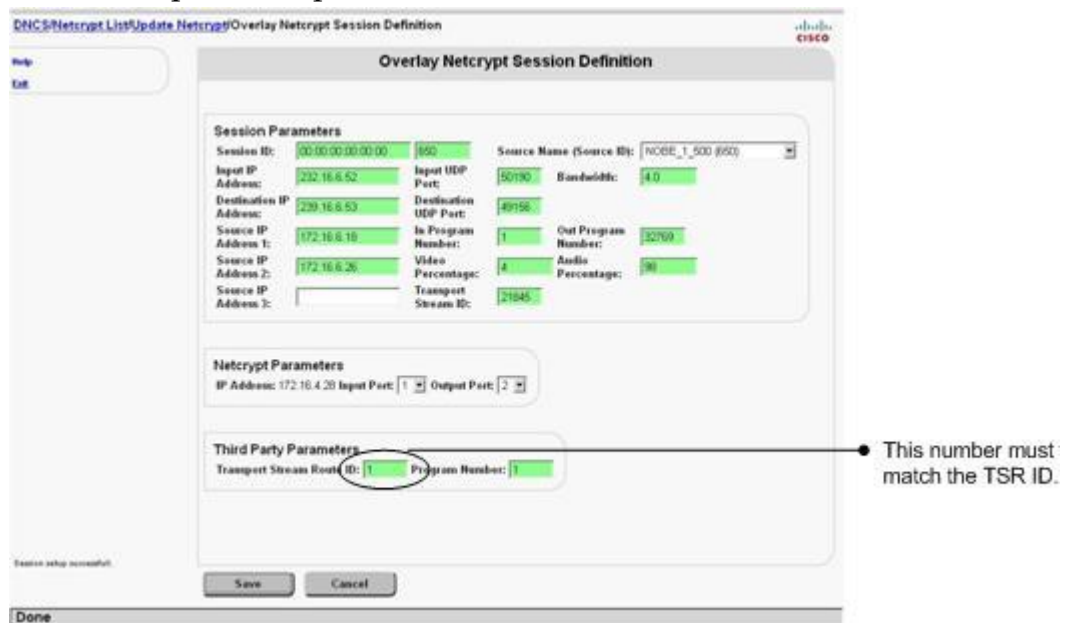 DNCS/Netcrypt List/Update Netcrypt/Overlay Netcrypt Session Definition
CISCO
Help
Exit
Overlay Netcrypt Session Definition
Session Parameters
Session ID: 00:00:00:00:00:00 650 Source Name (Source ID): NOBE_1_500 (650)
Input IP Address: 232.16.6.52 Input UDP Port: 50190 Bandwidth: 4.0
Destination IP Address: 239.16.6.53 Destination UDP Port: 49156
Source IP Address 1: 172.16.6.18 In Program Number: 1 Out Program Number: 32769
Source IP Address 2: 172.16.6.26 Video Percentage: 4 Audio Percentage: 98
Source IP Address 3: Transport Stream ID: 21845
Netcrypt Parameters
IP Address: 172.16.4.28 Input Port: 1 Output Port: 2
Third Party Parameters
Transport Stream Route ID: 1 Program Number: 1
This number must
match the TSR ID.
Session setup successful.
Save Cancel
Done